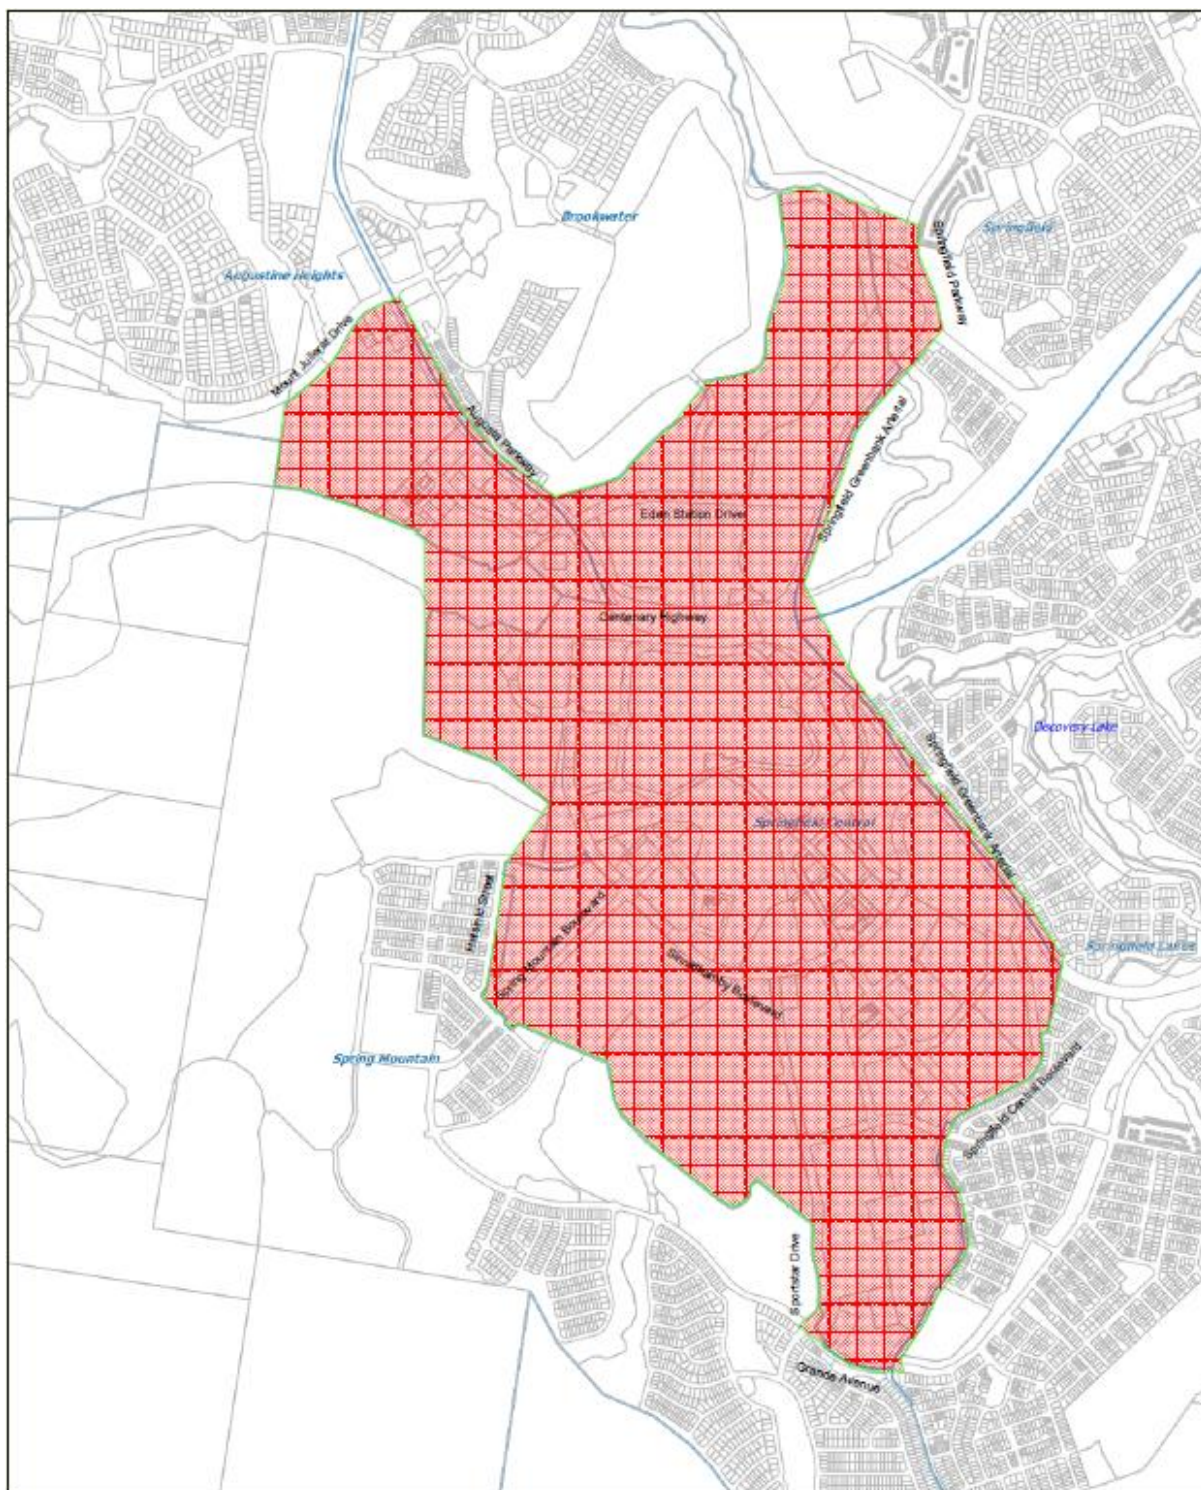 Brookwater
Springfield
Springfield Parkway
Augustine Heights
Mount Juillerat Drive
Augusta Parkway
Springfield Greenbank Arterial
Eden Station Drive
Centenary Highway
Discovery Lake
Springfield Greenbank Arterial
Springfield Central
Spring Mountain Boulevard
Sinnathamby Boulevard
Springfield Lakes
Spring Mountain
Springfield Central Boulevard
Sportstar Drive
Grande Avenue